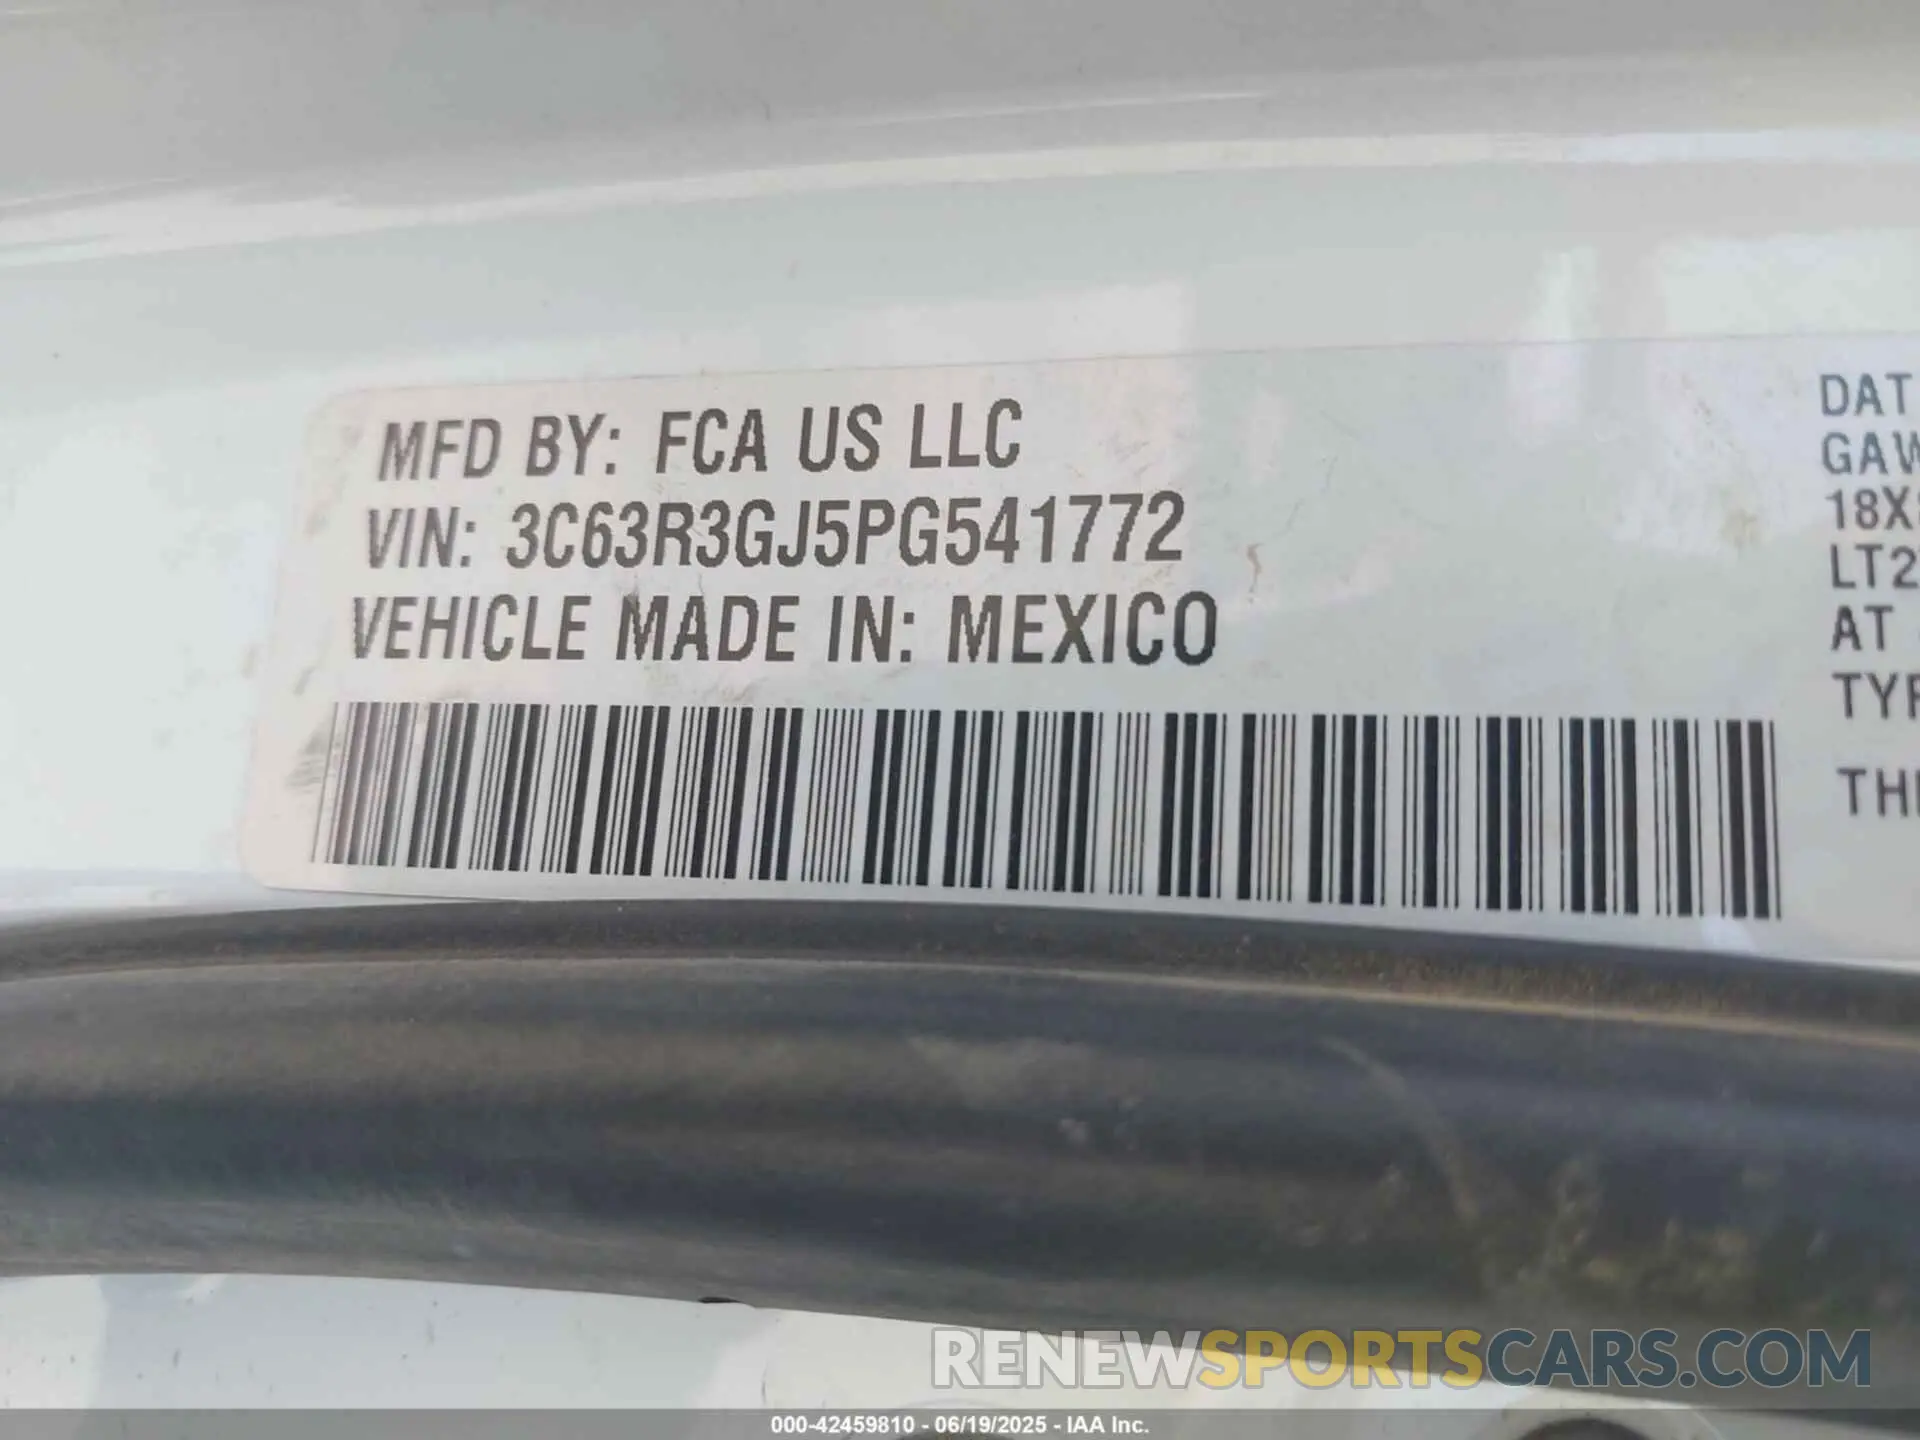 MFD BY: FCA US LLC
VIN: 3C63R3GJ5PG541772
VEHICLE MADE IN: MEXICO
DAT
GAW
18X
LT2
AT
TYP
THI
RENEWSPORTSCARS.COM
000-42459810 - 06/19/2025 - IAA Inc.